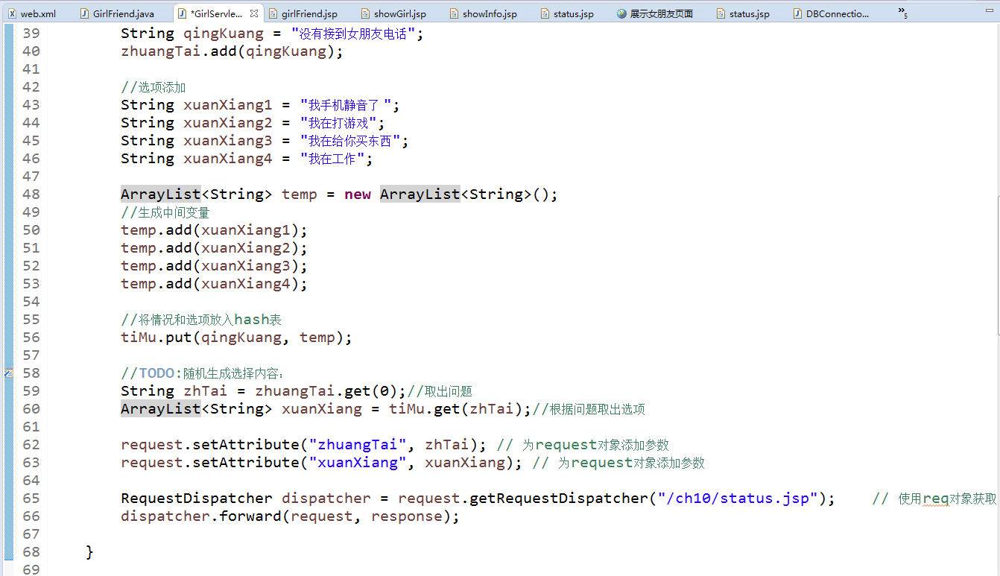 web.xml GirlFriend.java *GirlServle... girlFriend.jsp showGirl.jsp showInfo.jsp status.jsp 展示女朋友页面 status.jsp DBConnectio... »5
39 String qingKuang = "没有接到女朋友电话";
40 zhuangTai.add(qingKuang);
41
42 //选项添加
43 String xuanXiang1 = "我手机静音了 ";
44 String xuanXiang2 = "我在打游戏";
45 String xuanXiang3 = "我在给你买东西";
46 String xuanXiang4 = "我在工作";
47
48 ArrayList<String> temp = new ArrayList<String>();
49 //生成中间变量
50 temp.add(xuanXiang1);
51 temp.add(xuanXiang2);
52 temp.add(xuanXiang3);
53 temp.add(xuanXiang4);
54
55 //将情况和选项放入hash表
56 tiMu.put(qingKuang, temp);
57
58 //TODO:随机生成选择内容：
59 String zhTai = zhuangTai.get(0);//取出问题
60 ArrayList<String> xuanXiang = tiMu.get(zhTai);//根据问题取出选项
61
62 request.setAttribute("zhuangTai", zhTai); // 为request对象添加参数
63 request.setAttribute("xuanXiang", xuanXiang); // 为request对象添加参数
64
65 RequestDispatcher dispatcher = request.getRequestDispatcher("/ch10/status.jsp"); // 使用req对象获取
66 dispatcher.forward(request, response);
67
68 }
69